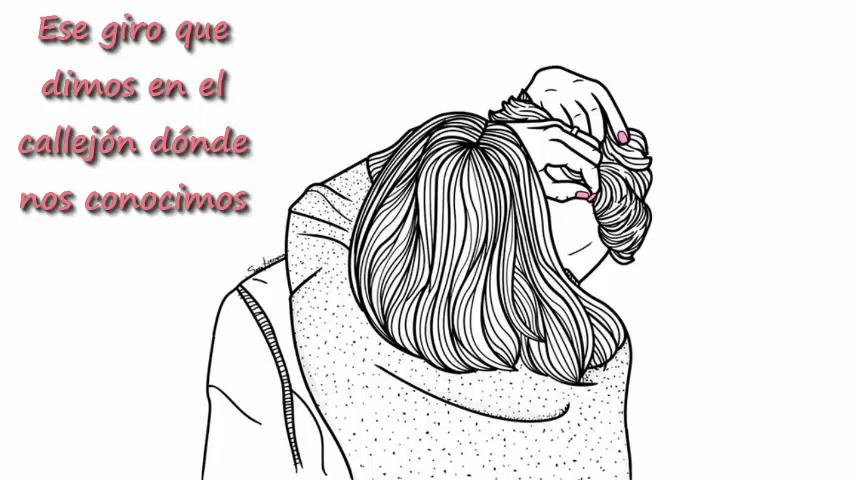 Ese giro que
dimos en el
callejón dónde
nos conocimos